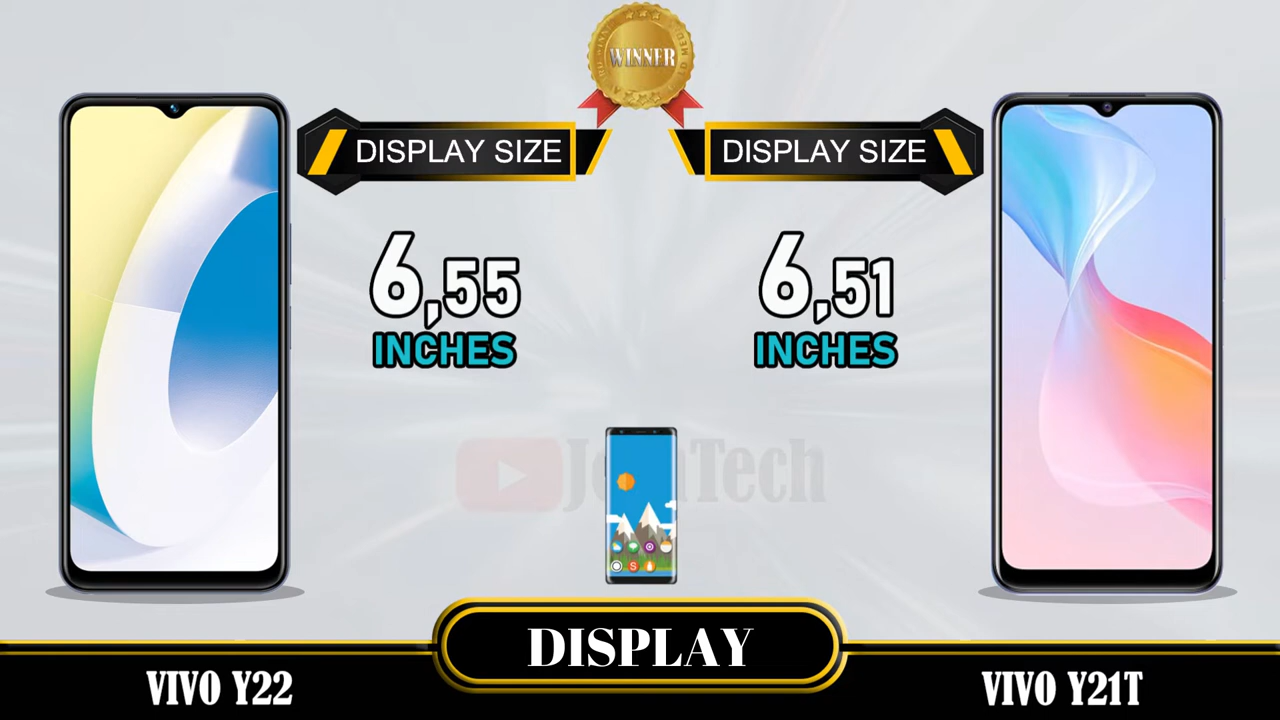 WINNER
DISPLAY SIZE
DISPLAY SIZE
6,55
INCHES
6,51
INCHES
DISPLAY
VIVO Y22
VIVO Y21T